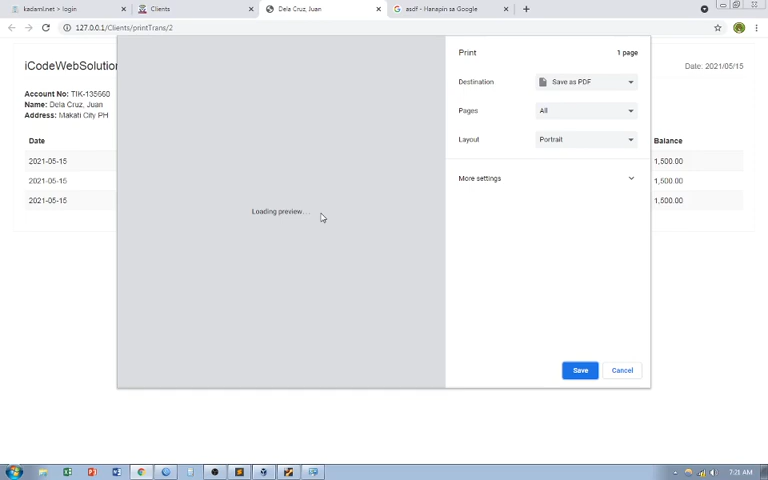 kadaml.net > login
Clients
Dela Cruz, Juan
asdf - Hanapin sa Google
127.0.0.1/Clients/printTrans/2
iCodeWebSolution
Date: 2021/05/15
Account No: TIK-135660
Name: Dela Cruz, Juan
Address: Makati City PH
Date
Balance
2021-05-15
1,500.00
2021-05-15
1,500.00
2021-05-15
1,500.00
Loading preview...
Print
1 page
Destination
Save as PDF
Pages
All
Layout
Portrait
More settings
Save
Cancel
7:21 AM